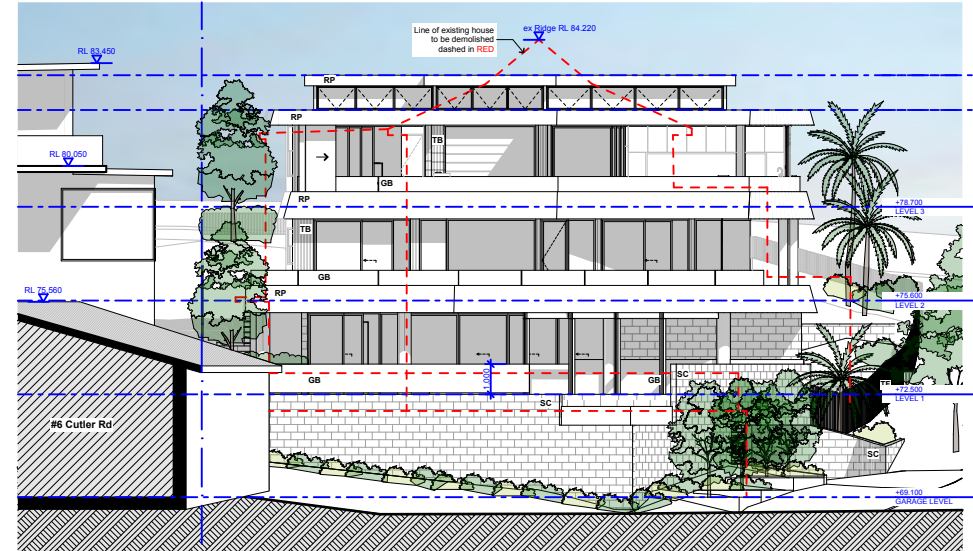 Line of existing house
to be demolished
dashed in RED
ex Ridge RL 84.220
RL 83.450
RP
RP
TB
RL 80.050
GB
RP
+78.700
LEVEL 3
TB
GB
RP
RL 75.560
+75.600
LEVEL 2
GB
1.000
GB
SC
SC
+72.500
LEVEL 1
#6 Cutler Rd
SC
+69.100
GARAGE LEVEL